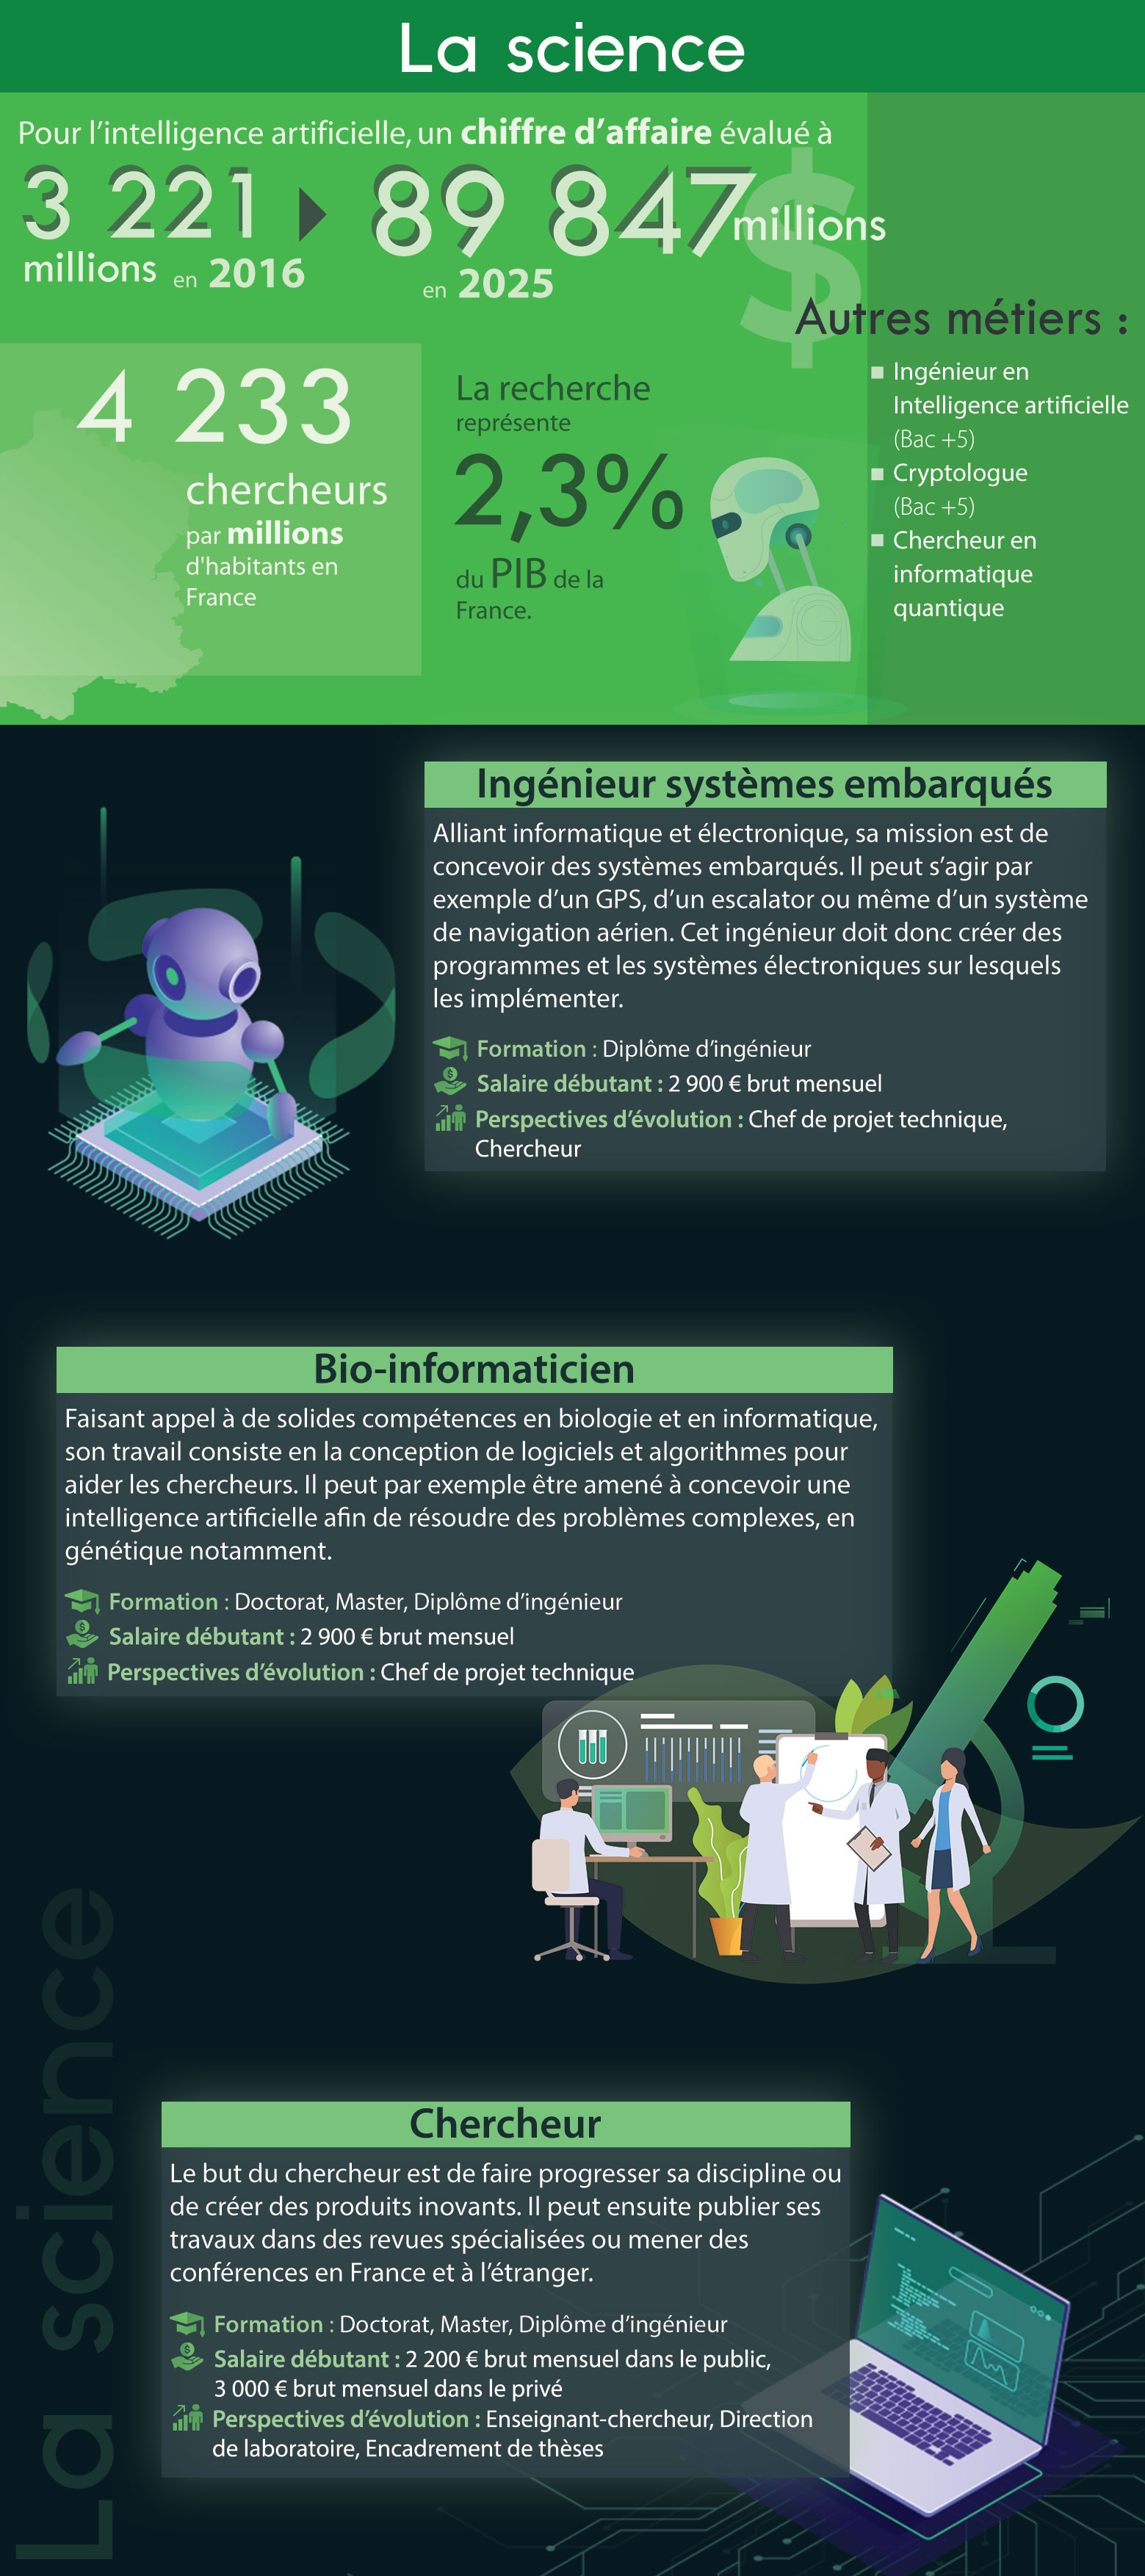 La science
Pour l'intelligence artificielle, un chiffre d'affaire évalué à
3 221 ▶ 89 847 millions $
millions en 2016
en 2025
4 233
chercheurs
par millions
d'habitants en
France
La recherche
représente
2,3%
du PIB de la
France.
Autres métiers :
Ingénieur en
Intelligence artificielle
(Bac +5)
Cryptologue
(Bac +5)
Chercheur en
informatique
quantique
Ingénieur systèmes embarqués
Alliant informatique et électronique, sa mission est de
concevoir des systèmes embarqués. Il peut s'agir par
exemple d'un GPS, d'un escalator ou même d'un système
de navigation aérien. Cet ingénieur doit donc créer des
programmes et les systèmes électroniques sur lesquels
les implémenter.
Formation : Diplôme d'ingénieur
Salaire débutant : 2 900 € brut mensuel
Perspectives d'évolution : Chef de projet technique,
Chercheur
Bio-informaticien
Faisant appel à de solides compétences en biologie et en informatique,
son travail consiste en la conception de logiciels et algorithmes pour
aider les chercheurs. Il peut par exemple être amené à concevoir une
intelligence artificielle afin de résoudre des problèmes complexes, en
génétique notamment.
Formation : Doctorat, Master, Diplôme d'ingénieur
Salaire débutant : 2 900 € brut mensuel
Perspectives d'évolution : Chef de projet technique
La science
Chercheur
Le but du chercheur est de faire progresser sa discipline ou
de créer des produits inovants. Il peut ensuite publier ses
travaux dans des revues spécialisées ou mener des
conférences en France et à l'étranger.
Formation : Doctorat, Master, Diplôme d'ingénieur
Salaire débutant : 2 200 € brut mensuel dans le public,
3 000 € brut mensuel dans le privé
Perspectives d'évolution : Enseignant-chercheur, Direction
de laboratoire, Encadrement de thèses